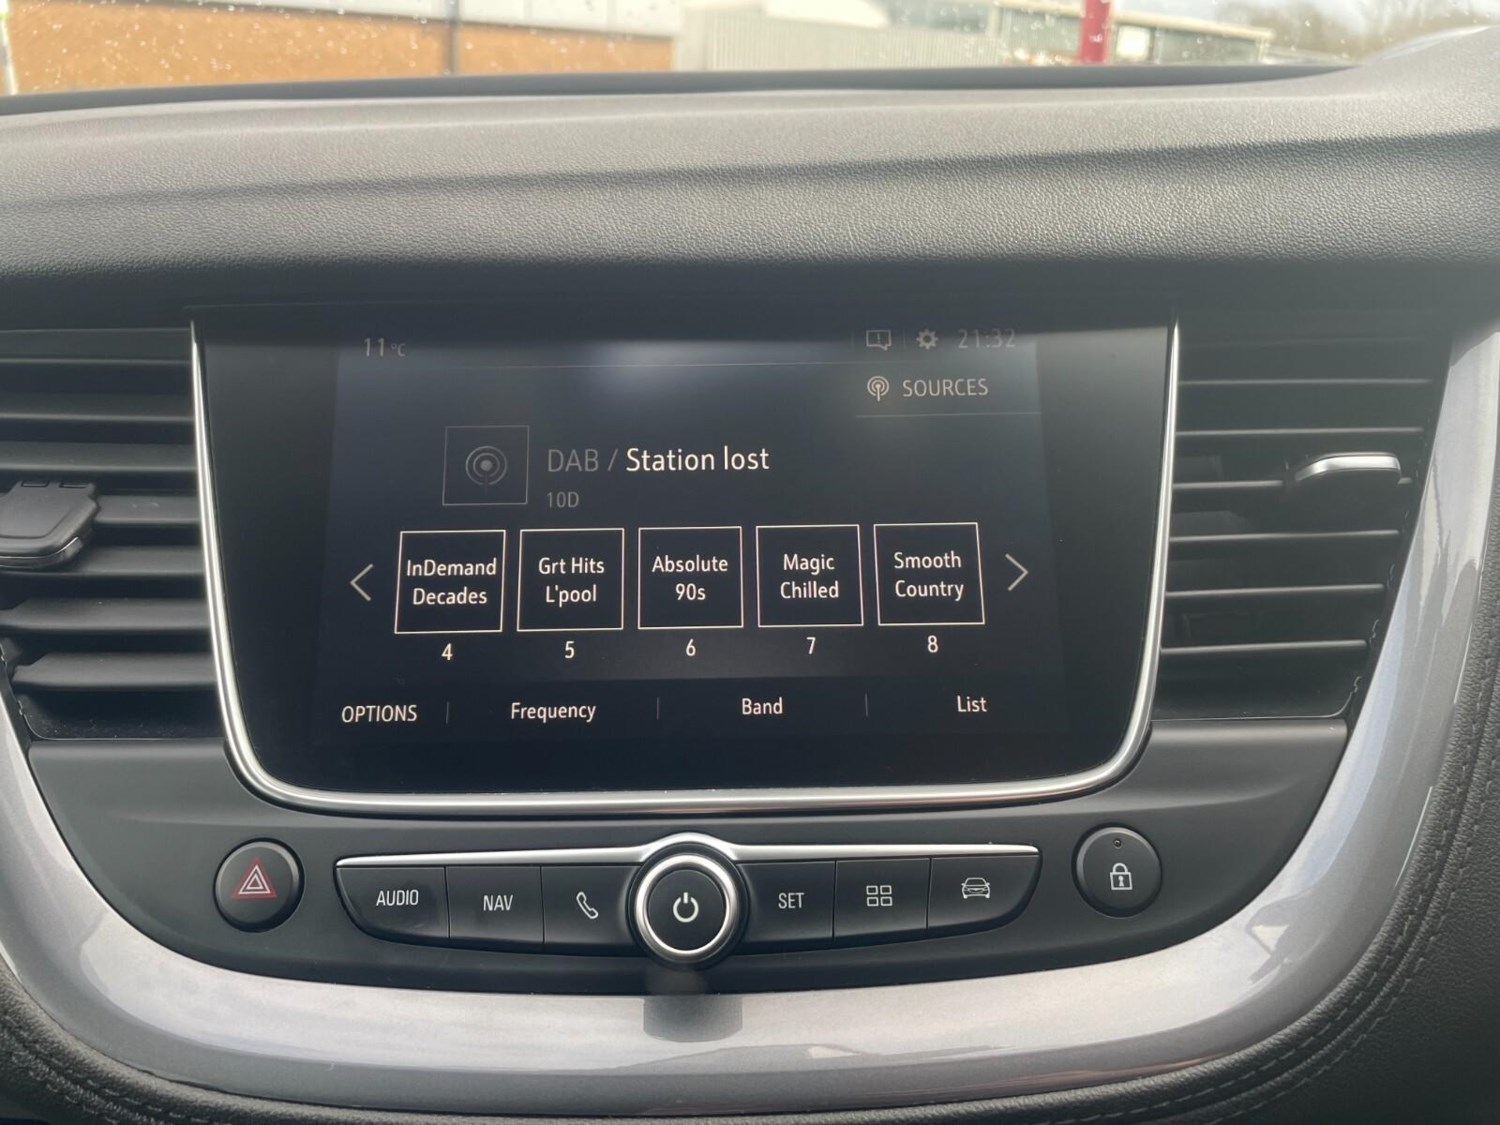 11 °C
21:32
SOURCES
DAB / Station lost
10D
InDemand
Decades
Grt Hits
L'pool
Absolute
90s
Magic
Chilled
Smooth
Country
4
5
6
7
8
OPTIONS
Frequency
Band
List
AUDIO
NAV
SET